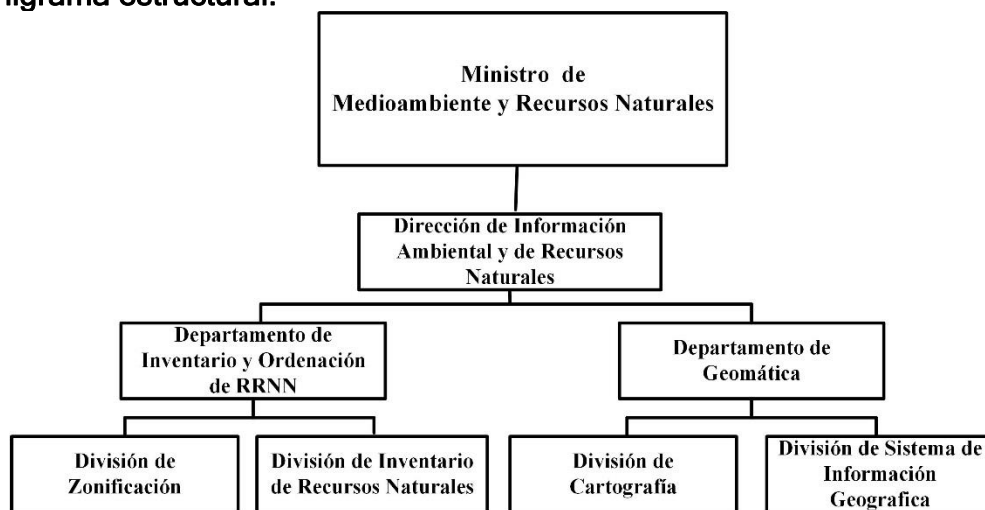 estructural.
Ministro de
Medioambiente y Recursos Naturales
Dirección de Información
Ambiental y de Recursos
Naturales
Departamento de
Inventario y Ordenación
de RRNN
Departamento de
Geomática
División de
Zonificación
División de Inventario
de Recursos Naturales
División de
Cartografía
División de Sistema de
Información
Geografica